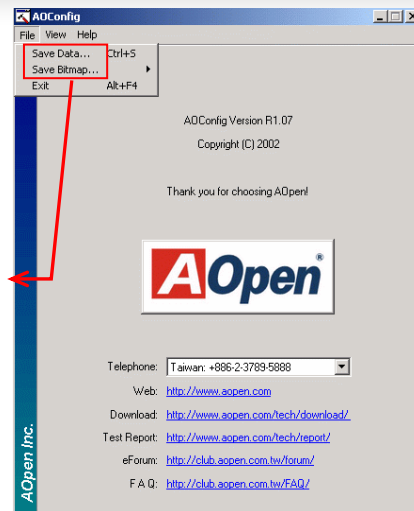 AOConfig
File View Help
Save Data... Ctrl+S
Save Bitmap...
Exit Alt+F4
AOConfig Version R1.07
Copyright (C) 2002
Thank you for choosing AOpen!
AOpen®
Telephone: Taiwan: +886-2-3789-5888
Web: http://www.aopen.com
Download: http://www.aopen.com/tech/download/
Test Report: http://www.aopen.com/tech/report/
eForum: http://club.aopen.com.tw/forum/
F A Q: http://club.aopen.com.tw/FAQ/
AOpen Inc.